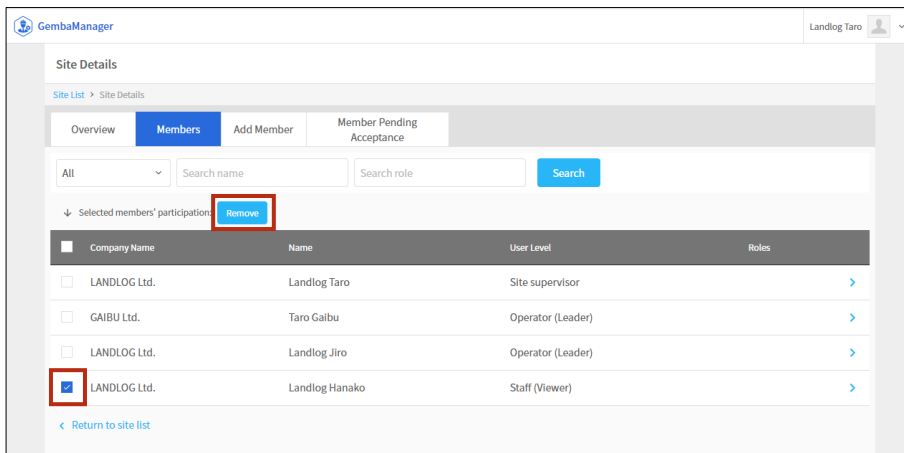 GembaManager
Landlog Taro
Site Details
Site List > Site Details
Overview
Members
Add Member
Member Pending
Acceptance
All
Search name
Search role
Search
↓ Selected members' participation:
Remove
Company Name Name User Level Roles
LANDLOG Ltd. Landlog Taro Site supervisor
GAIBU Ltd. Taro Gaibu Operator (Leader)
LANDLOG Ltd. Landlog Jiro Operator (Leader)
LANDLOG Ltd. Landlog Hanako Staff (Viewer)
Return to site list